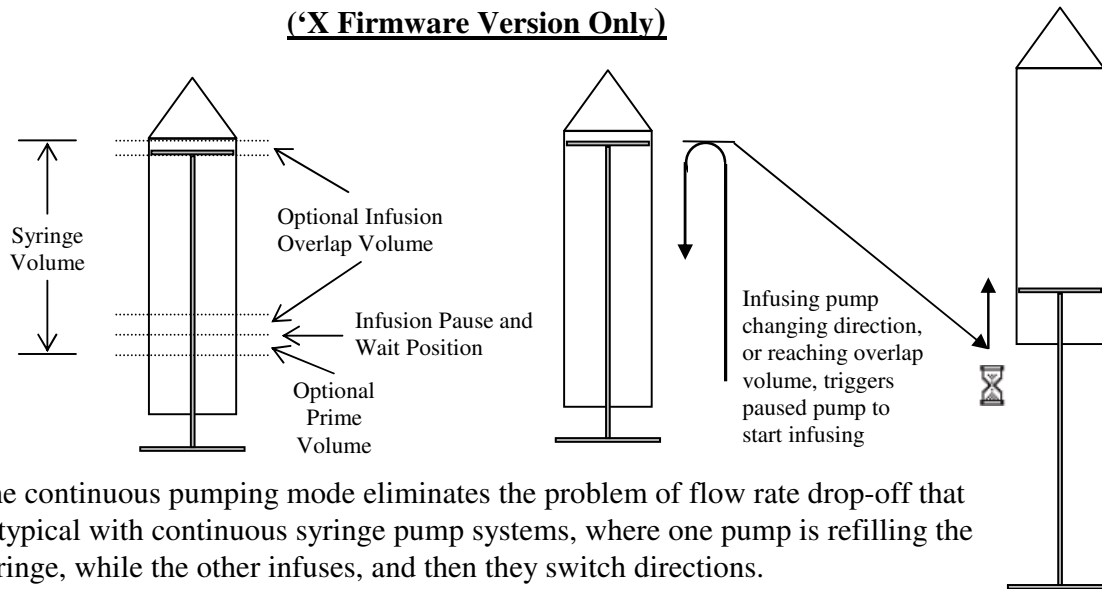 (‘X Firmware Version Only)
Syringe
Volume
Optional Infusion
Overlap Volume
Infusion Pause and
Wait Position
Optional
Prime
Volume
Infusing pump
changing direction,
or reaching overlap
volume, triggers
paused pump to
start infusing
ne continuous pumping mode eliminates the problem of flow rate drop-off that
typical with continuous syringe pump systems, where one pump is refilling the
ringe, while the other infuses, and then they switch directions.